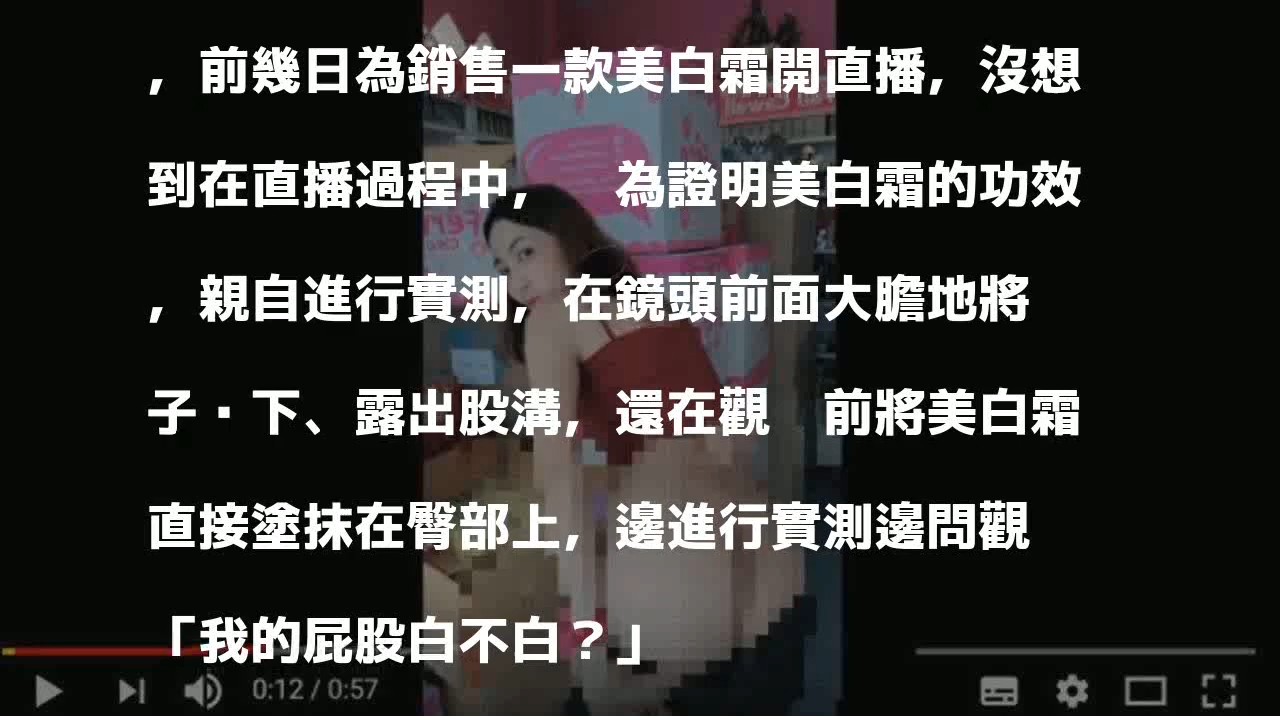 ，前幾日為銷售一款美白霜開直播，沒想
到在直播過程中，　為證明美白霜的功效
，親自進行實測，在鏡頭前面大膽地將
子·下、露出股溝，還在觀　前將美白霜
直接塗抹在臀部上，邊進行實測邊問觀
「我的屁股白不白？」
0:12 / 0:57